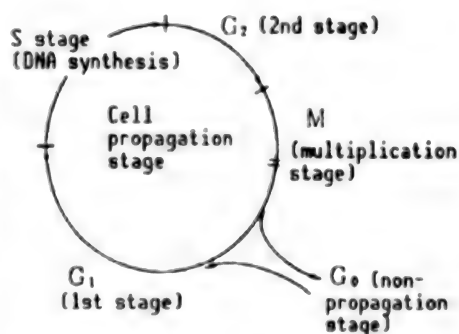 S stage
(DNA synthesis)
G₂ (2nd stage)
Cell
propagation
stage
M
(multiplication
stage)
G₁
(1st stage)
G₀ (non-
propagation
stage)